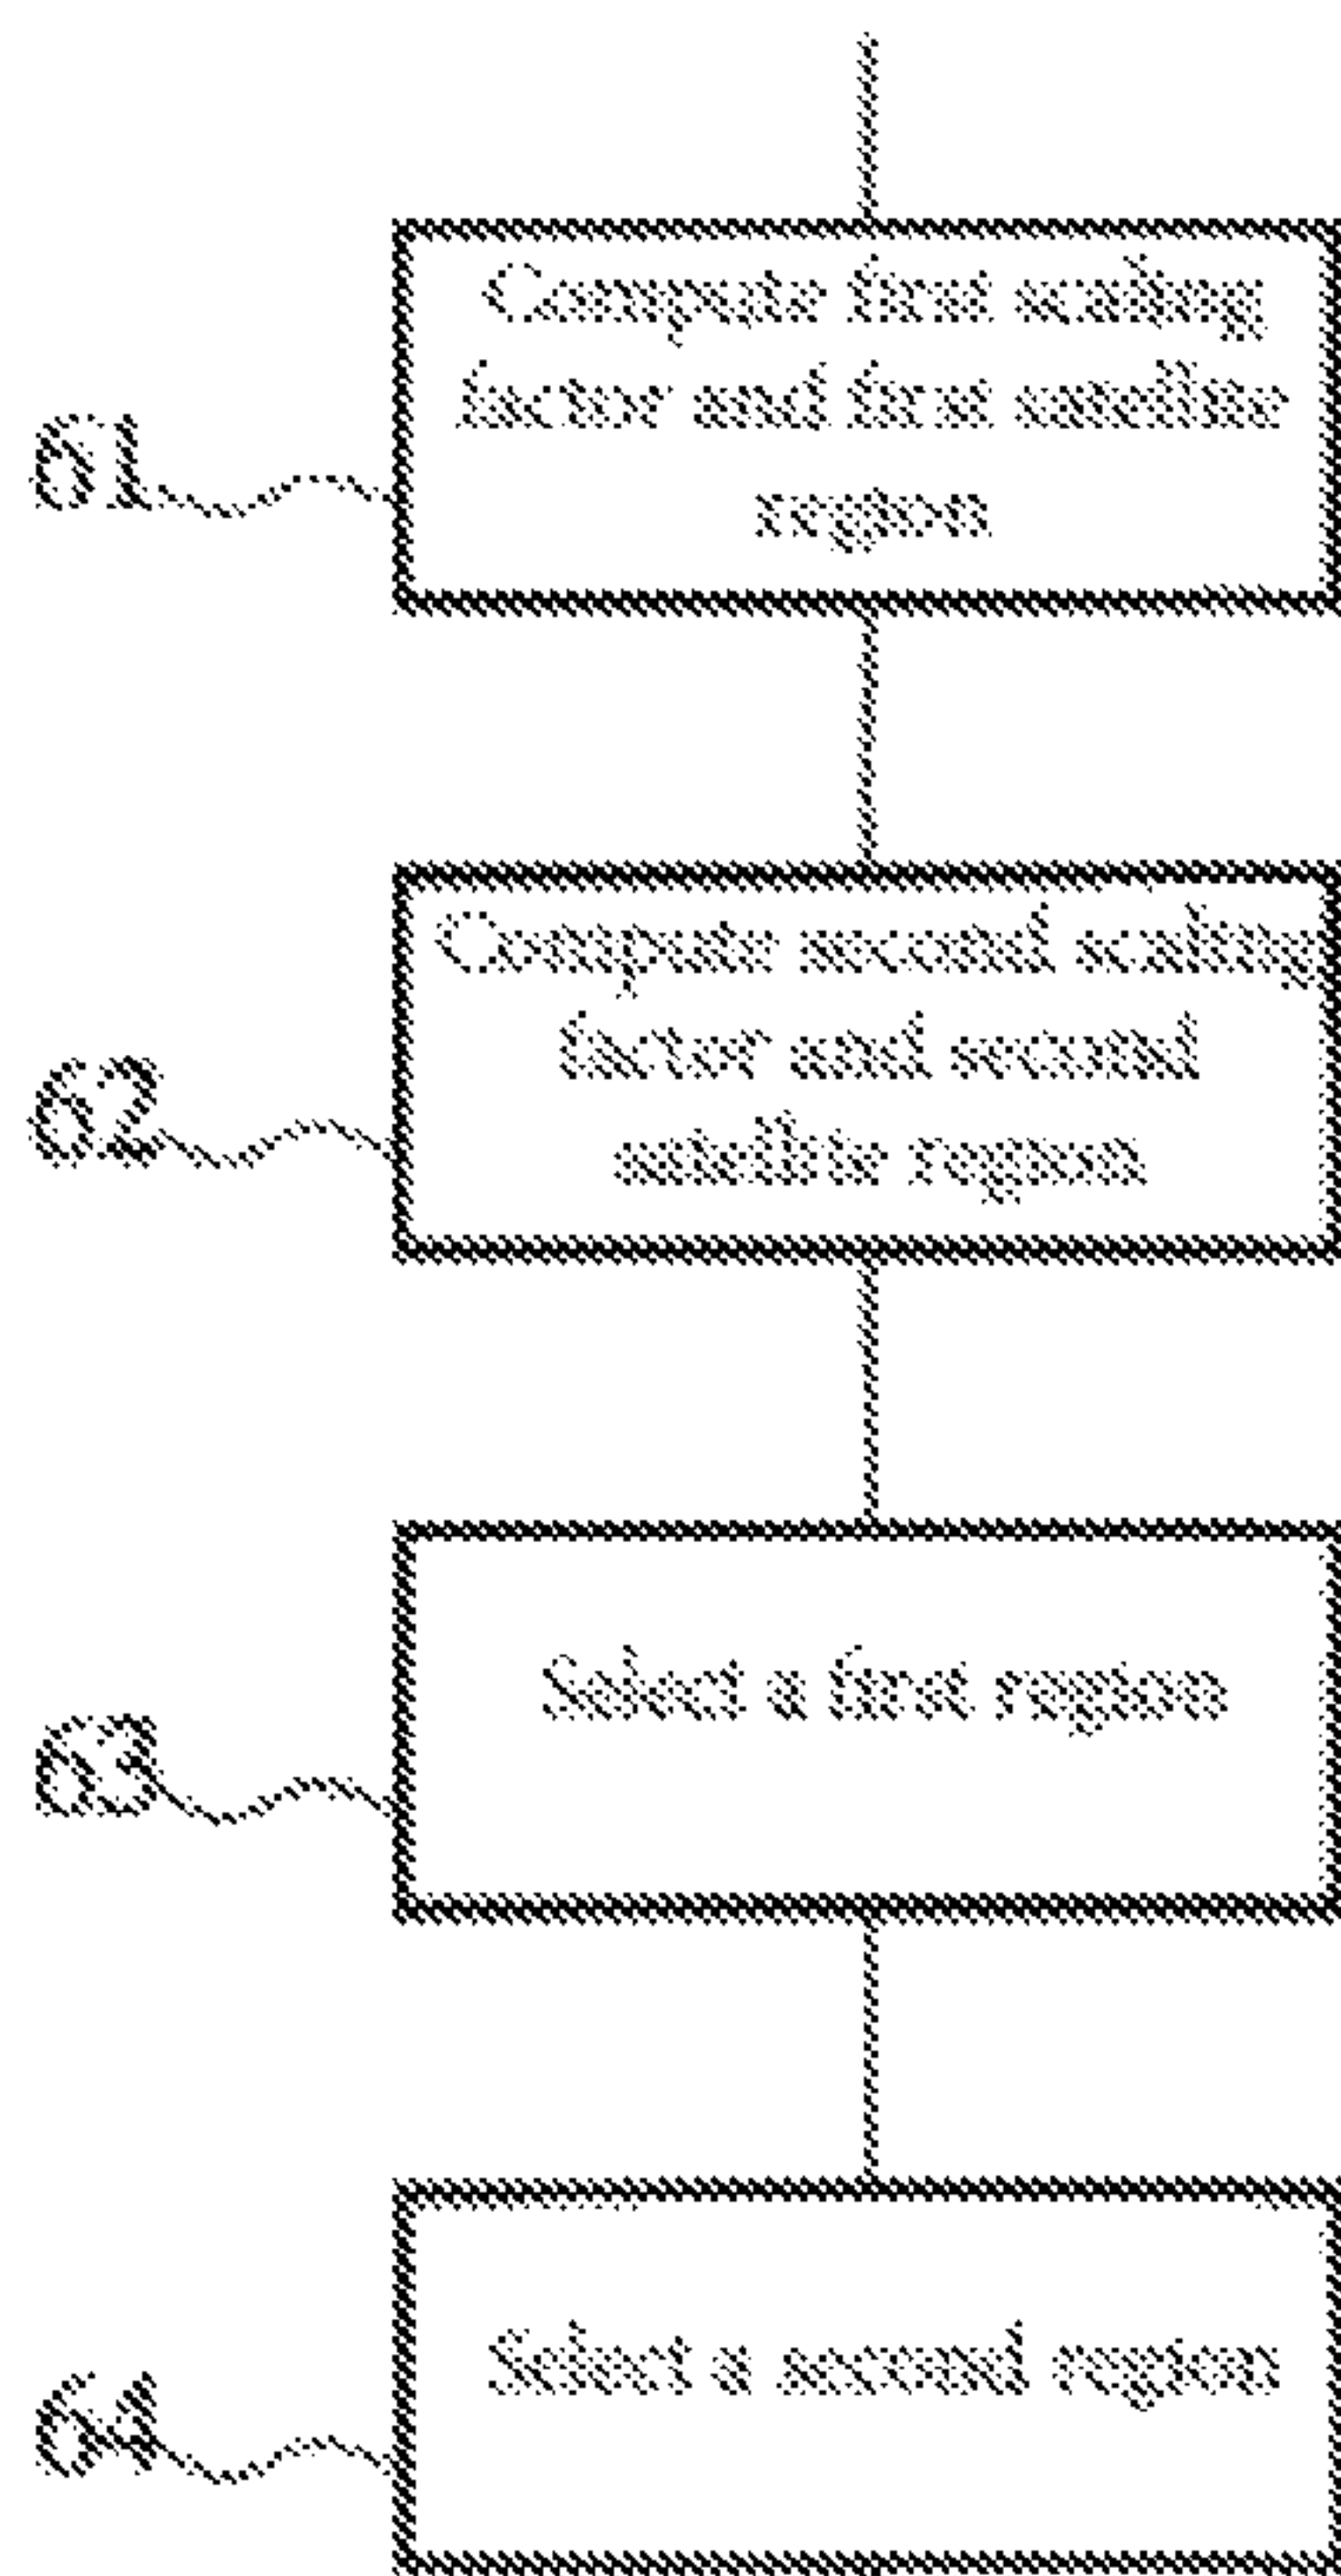 Compute first scaling
factor and first satellite
region
61
Compute second scaling
factor and second
satellite region
62
Select a first region
63
Select a second region
64